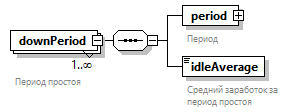 downPeriod
1..∞
Период простоя
period
Период
idleAverage
Средний заработок за
период простоя